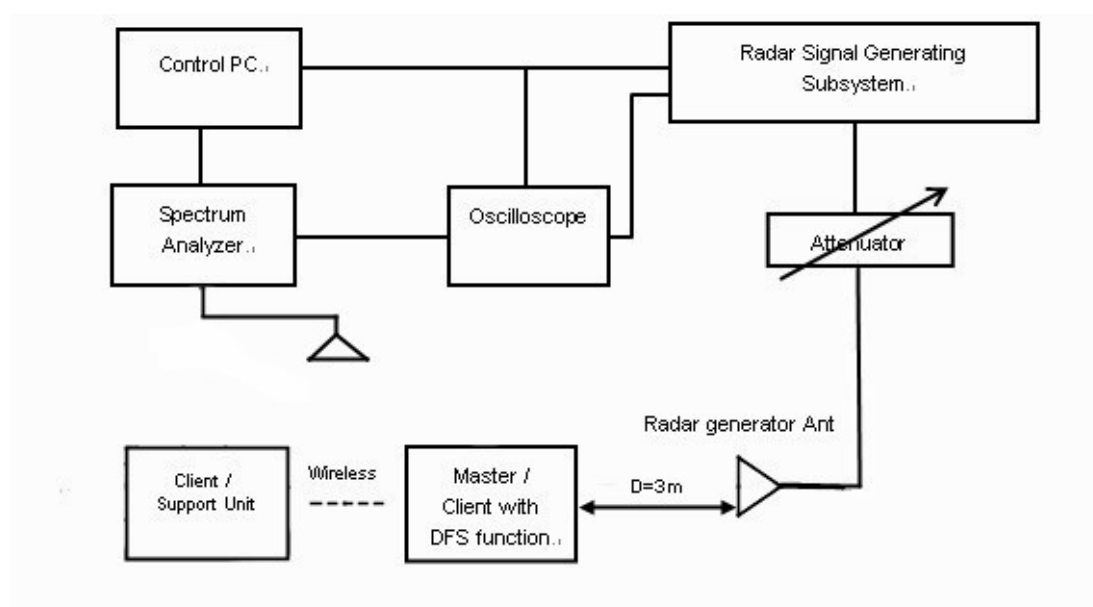 Control PC.
Radar Signal Generating
Subsystem.
Spectrum
Analyzer.
Oscilloscope
Attenuator
Radar generator Ant
Client /
Support Unit
Wireless
Master /
Client with
DFS function.
D=3m